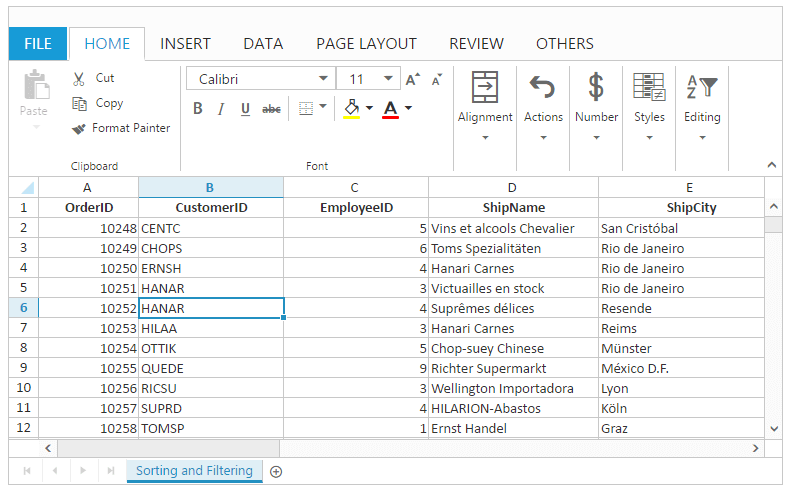 FILE HOME INSERT DATA PAGE LAYOUT REVIEW OTHERS
Paste
Cut
Copy
Format Painter
Clipboard
Calibri 11 A A
B I U abc A
Font
Alignment
Actions
$
Number
Styles
A
Z
Editing
A B C D E
1 OrderID CustomerID EmployeeID ShipName ShipCity
2 10248 CENTC 5 Vins et alcools Chevalier San Cristóbal
3 10249 CHOPS 6 Toms Spezialitäten Rio de Janeiro
4 10250 ERNSH 4 Hanari Carnes Rio de Janeiro
5 10251 HANAR 3 Victuailles en stock Rio de Janeiro
6 10252 HANAR 4 Suprêmes délices Resende
7 10253 HILAA 3 Hanari Carnes Reims
8 10254 OTTIK 5 Chop-suey Chinese Münster
9 10255 QUEDE 9 Richter Supermarkt México D.F.
10 10256 RICSU 3 Wellington Importadora Lyon
11 10257 SUPRD 4 HILARION-Abastos Köln
12 10258 TOMSP 1 Ernst Handel Graz
Sorting and Filtering